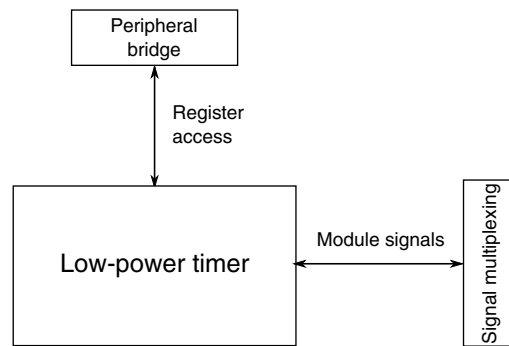 Peripheral
bridge
Register
access
Low-power timer
Module signals
Signal multiplexing